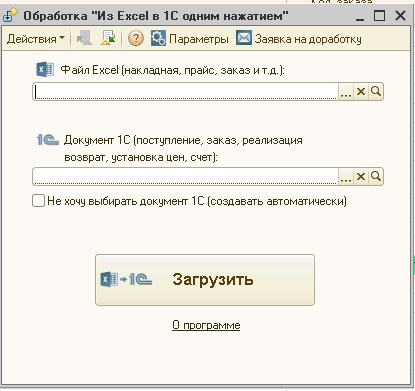 Обработка "Из Excel в 1С одним нажатием"
Действия Параметры Заявка на доработку
Файл Excel (накладная, прайс, заказ и т.д.):
Документ 1С (поступление, заказ, реализация
возврат, установка цен, счет):
Не хочу выбирать документ 1С (создавать автоматически)
Загрузить
О программе